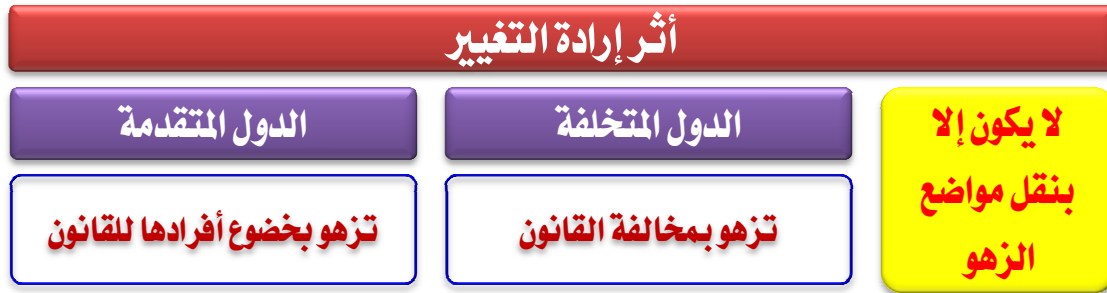 أثر إرادة التغيير
لا يكون إلا
بنقل مواضع
الزهو
الدول المتخلفة
تزهو بمخالفة القانون
الدول المتقدمة
تزهو بخضوع أفرادها للقانون